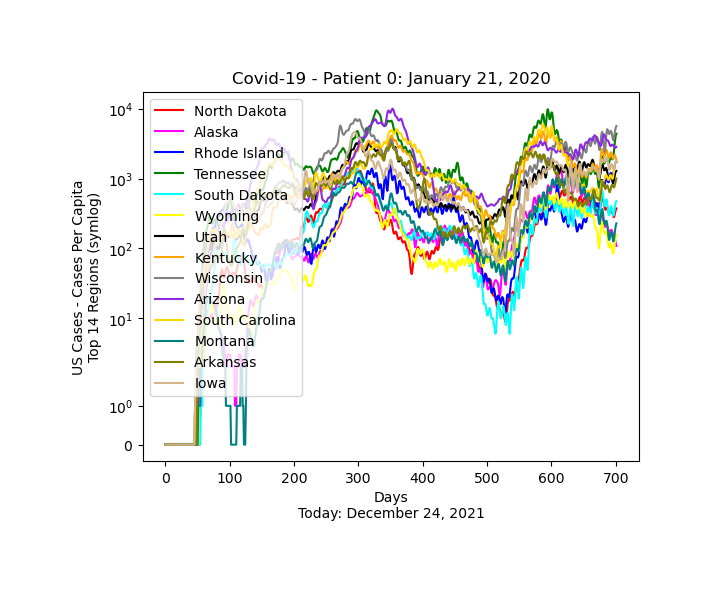 Covid-19 - Patient 0: January 21, 2020
US Cases - Cases Per Capita
Top 14 Regions (symlog)
10^4
10^3
10^2
10^1
10^0
0
North Dakota
Alaska
Rhode Island
Tennessee
South Dakota
Wyoming
Utah
Kentucky
Wisconsin
Arizona
South Carolina
Montana
Arkansas
Iowa
0 100 200 300 400 500 600 700
Days
Today: December 24, 2021